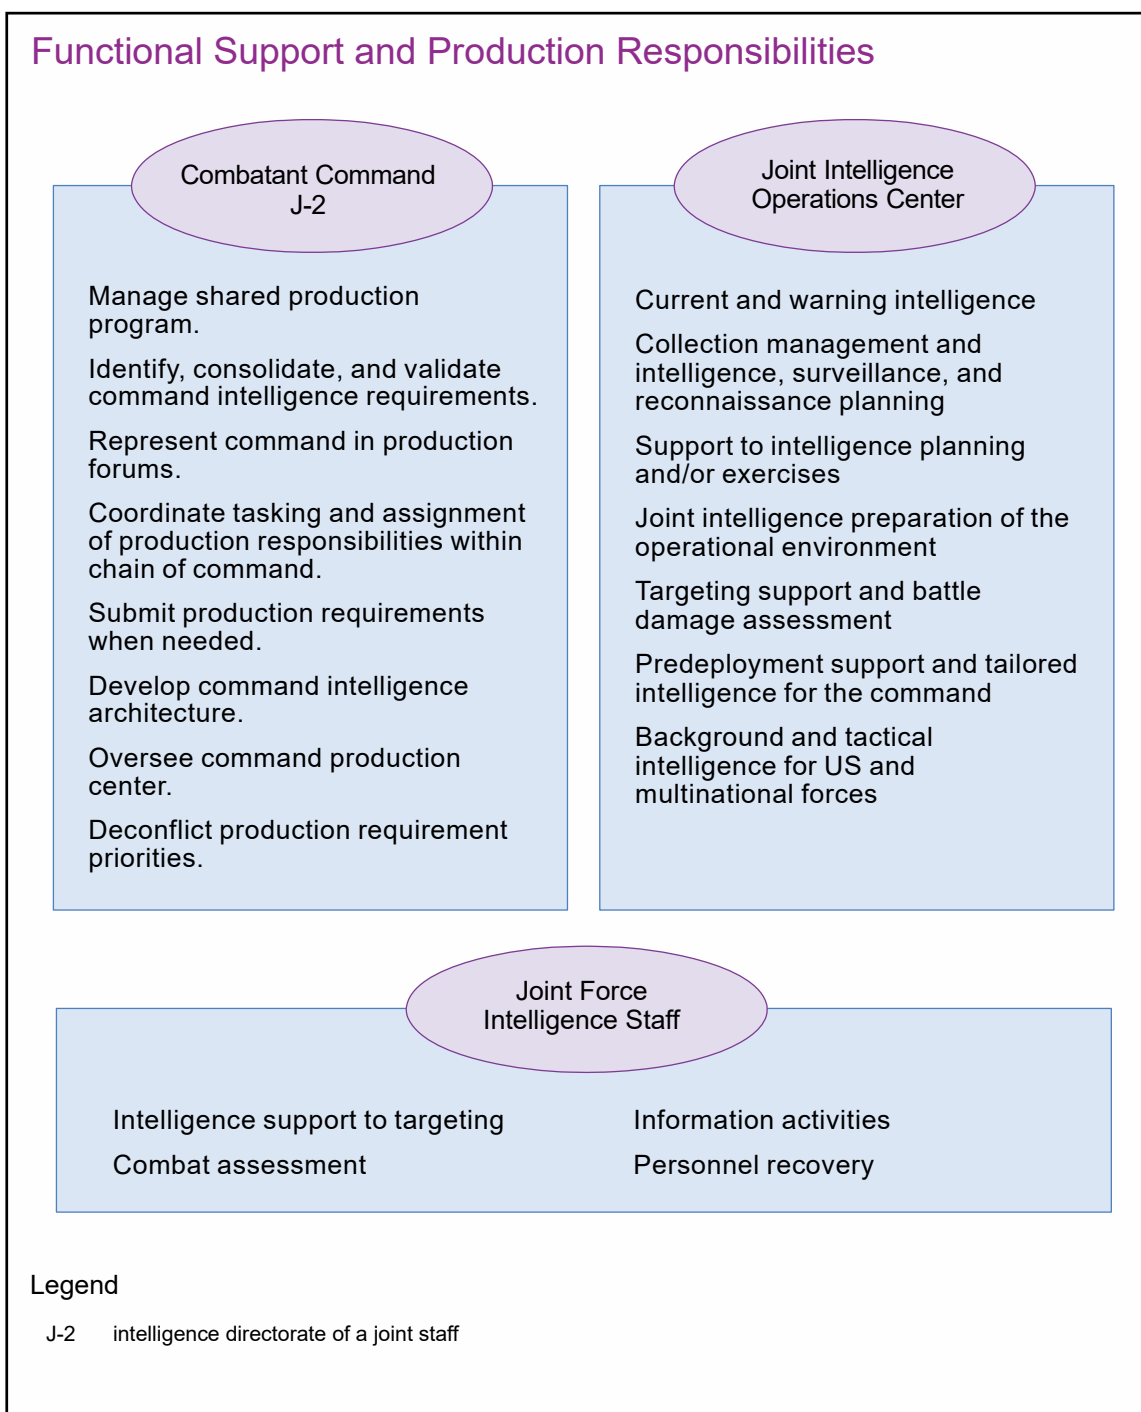 Functional Support and Production Responsibilities
Combatant Command
J-2
Manage shared production
program.
Identify, consolidate, and validate
command intelligence requirements.
Represent command in production
forums.
Coordinate tasking and assignment
of production responsibilities within
chain of command.
Submit production requirements
when needed.
Develop command intelligence
architecture.
Oversee command production
center.
Deconflict production requirement
priorities.
Joint Intelligence
Operations Center
Current and warning intelligence
Collection management and
intelligence, surveillance, and
reconnaissance planning
Support to intelligence planning
and/or exercises
Joint intelligence preparation of the
operational environment
Targeting support and battle
damage assessment
Predeployment support and tailored
intelligence for the command
Background and tactical
intelligence for US and
multinational forces
Joint Force
Intelligence Staff
Intelligence support to targeting
Combat assessment
Information activities
Personnel recovery
Legend
J-2 intelligence directorate of a joint staff